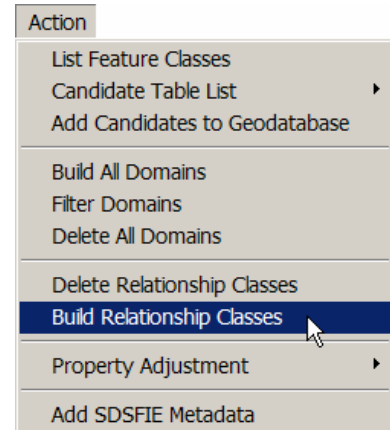 Action
List Feature Classes
Candidate Table List
Add Candidates to Geodatabase
Build All Domains
Filter Domains
Delete All Domains
Delete Relationship Classes
Build Relationship Classes
Property Adjustment
Add SDSFIE Metadata